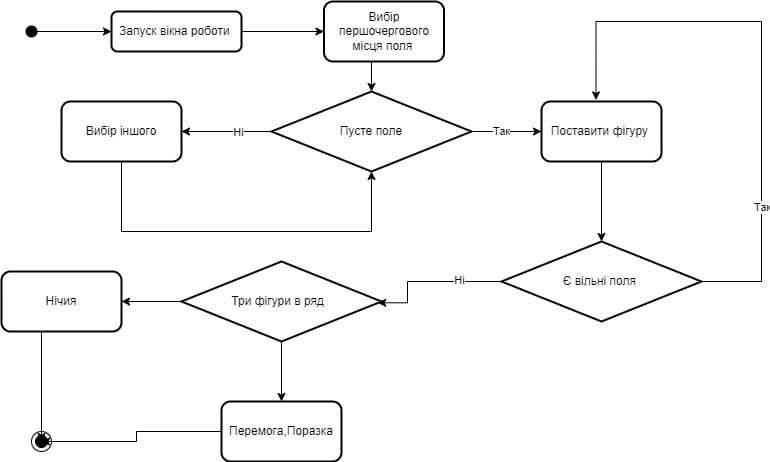 Запуск вікна роботи
Вибір
першочергового
місця поля
Вибір іншого
Ні
Пусте поле
Так
Поставити фігуру
Так
Нічия
Три фігури в ряд
Ні
Є вільні поля
Перемога,Поразка